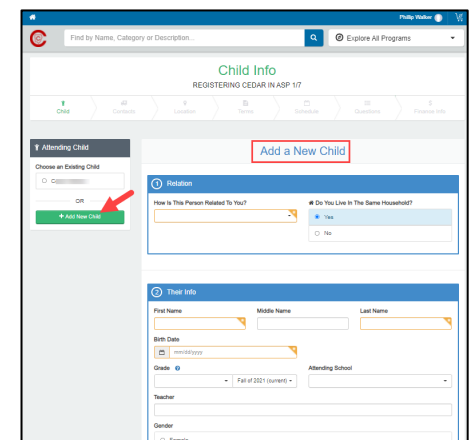 Phillip Walker
Find by Name, Category or Description...
Explore All Programs
Child Info
REGISTERING CEDAR IN ASP 1/7
Child
Contacts
Location
Terms
Schedule
Questions
Finance Info
Attending Child
Choose an Existing Child
OR
+ Add New Child
Add a New Child
1 Relation
How Is This Person Related To You?
Do You Live In The Same Household?
Yes
No
2 Their Info
First Name
Middle Name
Last Name
Birth Date
mm/dd/yyyy
Grade
Attending School
Fall of 2021 (current)
Teacher
Gender
Female